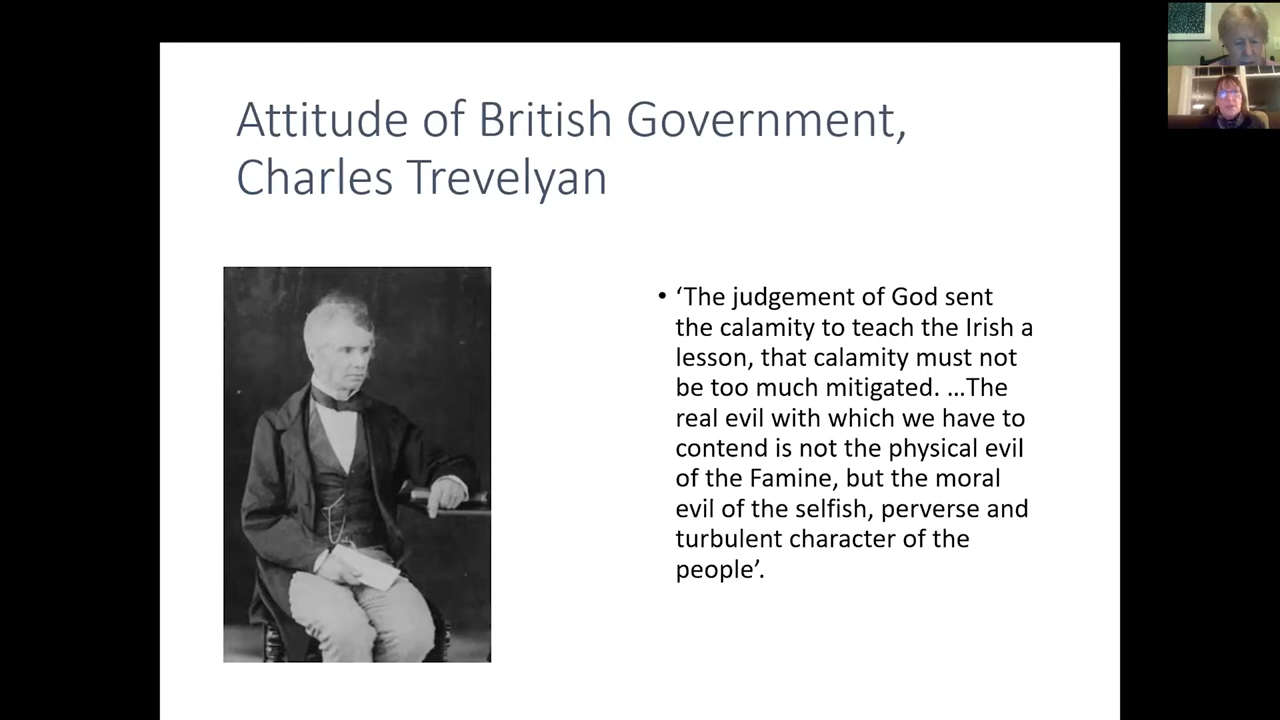 Attitude of British Government,
Charles Trevelyan
• ‘The judgement of God sent
the calamity to teach the Irish a
lesson, that calamity must not
be too much mitigated. …The
real evil with which we have to
contend is not the physical evil
of the Famine, but the moral
evil of the selfish, perverse and
turbulent character of the
people’.